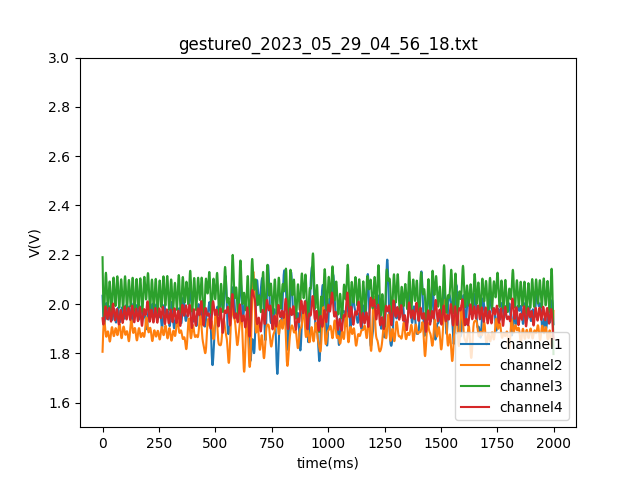 gesture0_2023_05_29_04_56_18.txt
3.0
2.8
2.6
2.4
2.2
2.0
1.8
1.6
V(V)
channel1
channel2
channel3
channel4
0 250 500 750 1000 1250 1500 1750 2000
time(ms)